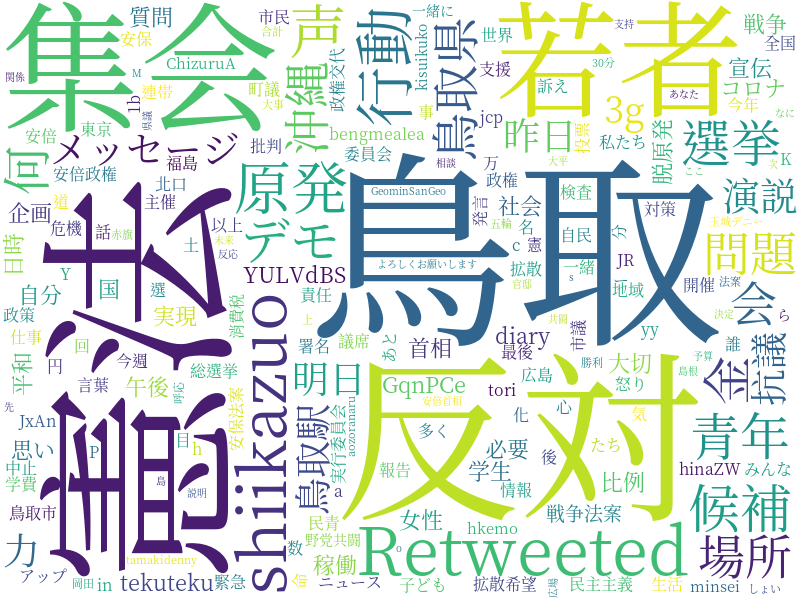 集会
若者
声
行動
鳥取県
市民
質問
一緒に
世界
戦争
全国
安保
ChizuruA
kisuikuko
政権交代
合計
M
支持
30分
あなた
宣伝
なに
関係
連帯
町議
1b
支援
訴え
コロナ
県議
大事
沖縄
事
jcp
3g
今年
安倍
東京
bengmealea
昨日
投票
私たち
何
メッセージ
批判
委員会
相談
万
大平
脱原発
選挙
K
ここ
次
安倍政権
福島
原発
政権
道
北口
主催
GeominSanGeo
発言
検査
対策
演説
企画
危機
話
赤旗
以上
デモ
社会
五輪
名
自民
玉城デニー
問題
日時
未来
反応
土
c
憲
分
JR
Y
国
選
YULVdBS
よろしくお願いします
拡散
官邸
一緒
s
地域
開催
法案
自分
責任
会
ら
政策
実現
消費税
上
鳥取
共闘
決定
仕事
回
署名
議席
あと
首相
diary
最後
市議
yy
誰
抗議
円
今週
総選挙
勝利
予算
平和
言葉
午後
呼応
明日
広島
GqnPCe
大切
怒り
島根
金
先
安保法案
安倍首相
tori
化
心
気
JxAn
目
鳥取駅
実行委員会
aozoranaru
多く
必要
たち
青年
思い
P
h
後
中止
島
説明
a
報告
学生
情報
比例
hinaZW
みんな
学費
憲法
shiikazuo
反対
候補
鳥取市
民青
女性
hkemo
戦争法案
力
数
野党共闘
Retweeted
o
場所
tamakidenny
稼働
アップ
岡田
in
tekuteku
緊急
命
ニュース
子ども
拡散希望
広場
民主主義
生活
minsei
しょい